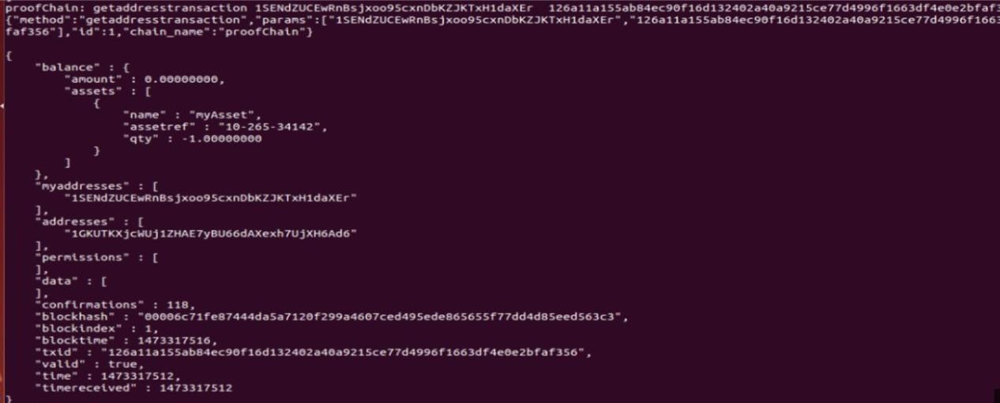 proofChain: getaddresstransaction 1SENdZUCEwRnBsjxoo95cxnDbKZJKTxH1daXEr  126a11a155ab84ec90f16d132402a40a9215ce77d4996f1663df4e0e2bfaf3
{"method":"getaddresstransaction","params":["1SENdZUCEwRnBsjxoo95cxnDbKZJKTxH1daXEr","126a11a155ab84ec90f16d132402a40a9215ce77d4996f1663
faf356"],"id":1,"chain_name":"proofChain"}
{
    "balance" : {
        "amount" : 0.00000000,
        "assets" : [
            {
                "name" : "myAsset",
                "assetref" : "10-265-34142",
                "qty" : -1.00000000
            }
        ]
    },
    "myaddresses" : [
        "1SENdZUCEwRnBsjxoo95cxnDbKZJKTxH1daXEr"
    ],
    "addresses" : [
        "1GKUTKXjcWUj1ZHAE7yBU66dAXexh7UjXH6Ad6"
    ],
    "permissions" : [
    ],
    "data" : [
    ],
    "confirmations" : 118,
    "blockhash" : "00006c71fe87444da5a7120f299a4607ced495ede865655f77dd4d85eed563c3",
    "blockindex" : 1,
    "blocktime" : 1473317516,
    "txid" : "126a11a155ab84ec90f16d132402a40a9215ce77d4996f1663df4e0e2bfaf356",
    "valid" : true,
    "time" : 1473317512,
    "timereceived" : 1473317512
}